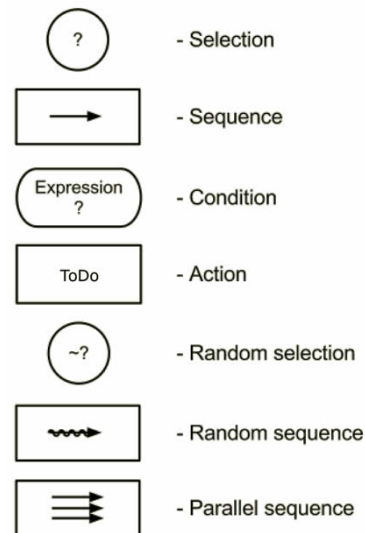 ? - Selection
- Sequence
Expression
? - Condition
ToDo - Action
~? - Random selection
- Random sequence
- Parallel sequence